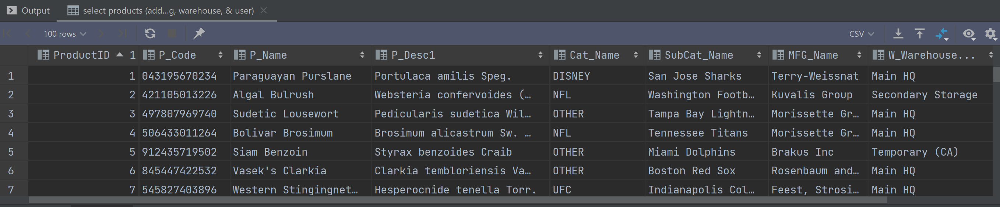 Output select products (add...g, warehouse, & user)
100 rows CSV
ProductID 1 P_Code P_Name P_Desc1 Cat_Name SubCat_Name MFG_Name W_Warehouse...
1 1 043195670234 Paraguayan Purslane Portulaca amilis Speg. DISNEY San Jose Sharks Terry-Weissnat Main HQ
2 2 421105013226 Algal Bulrush Websteria confervoides (… NFL Washington Footb… Kuvalis Group Secondary Storage
3 3 497807969740 Sudetic Lousewort Pedicularis sudetica Wil… OTHER Tampa Bay Lightn… Morissette Gr… Main HQ
4 4 506433011264 Bolivar Brosimum Brosimum alicastrum Sw. … NFL Tennessee Titans Morissette Gr… Main HQ
5 5 912435719502 Siam Benzoin Styrax benzoides Craib OTHER Miami Dolphins Brakus Inc Temporary (CA)
6 6 845447422532 Vasek's Clarkia Clarkia tembloriensis Va… OTHER Boston Red Sox Rosenbaum and… Main HQ
7 7 545827403896 Western Stingingnet… Hesperocnide tenella Torr. UFC Indianapolis Col… Feest, Strosi… Main HQ